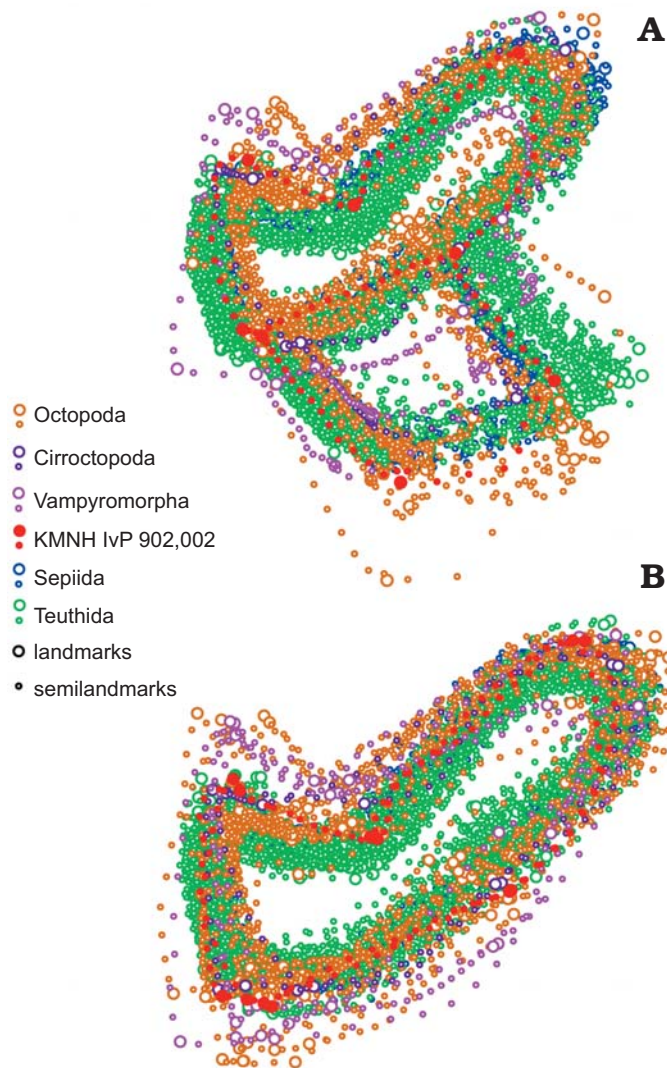 A
Octopoda
Cirroctopoda
Vampyromorpha
KMNH IvP 902,002
Sepiida
Teuthida
landmarks
semilandmarks
B